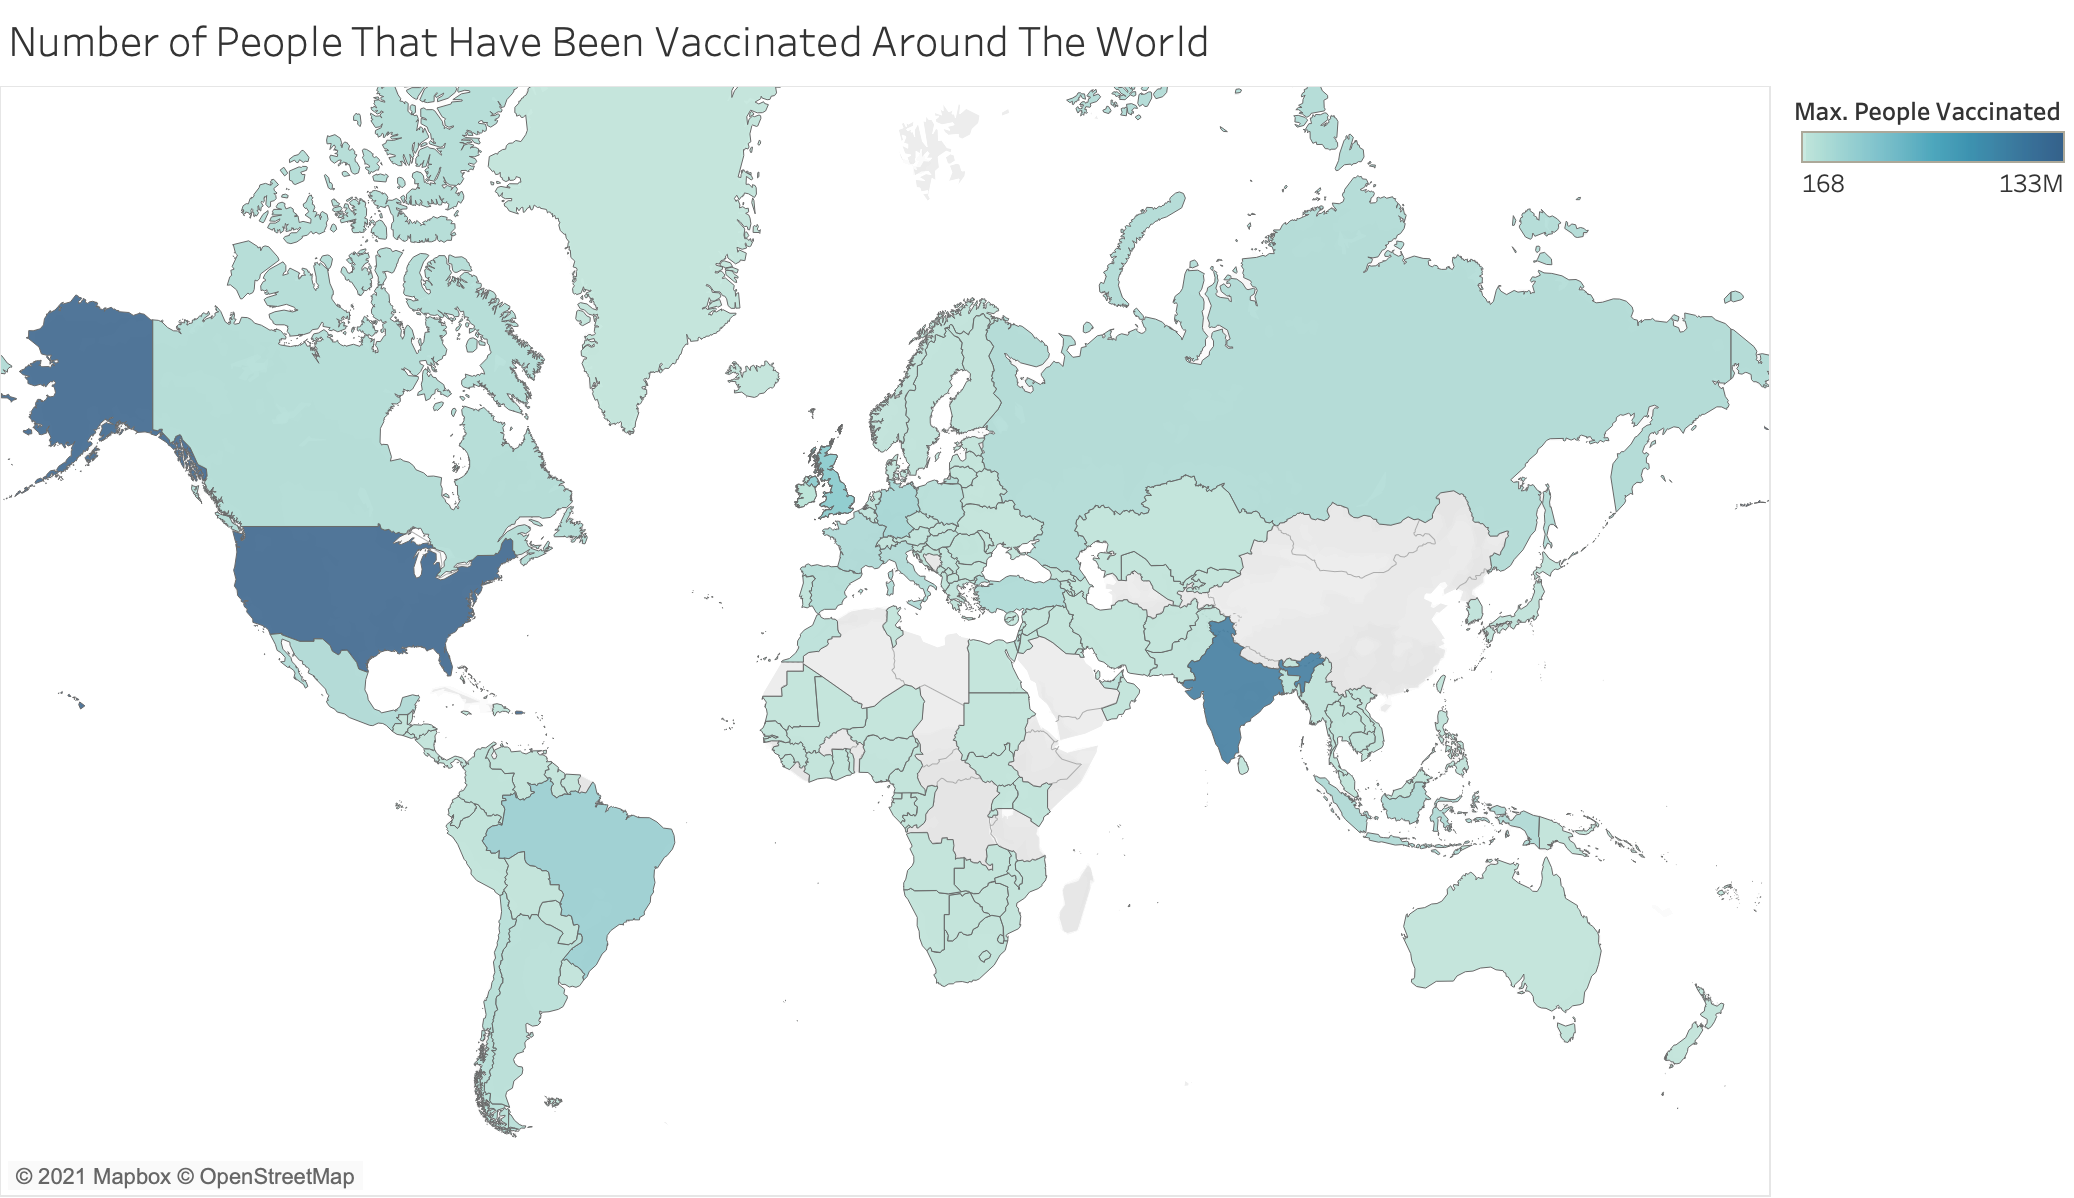 Number of People That Have Been Vaccinated Around The World
Max. People Vaccinated
168 133M
© 2021 Mapbox © OpenStreetMap